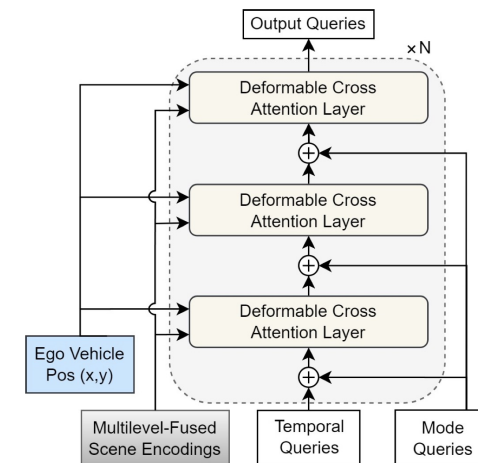 Output Queries
×N
Deformable Cross
Attention Layer
+
Deformable Cross
Attention Layer
+
Deformable Cross
Attention Layer
Ego Vehicle
Pos (x,y)
+
Multilevel-Fused
Scene Encodings
Temporal
Queries
Mode
Queries